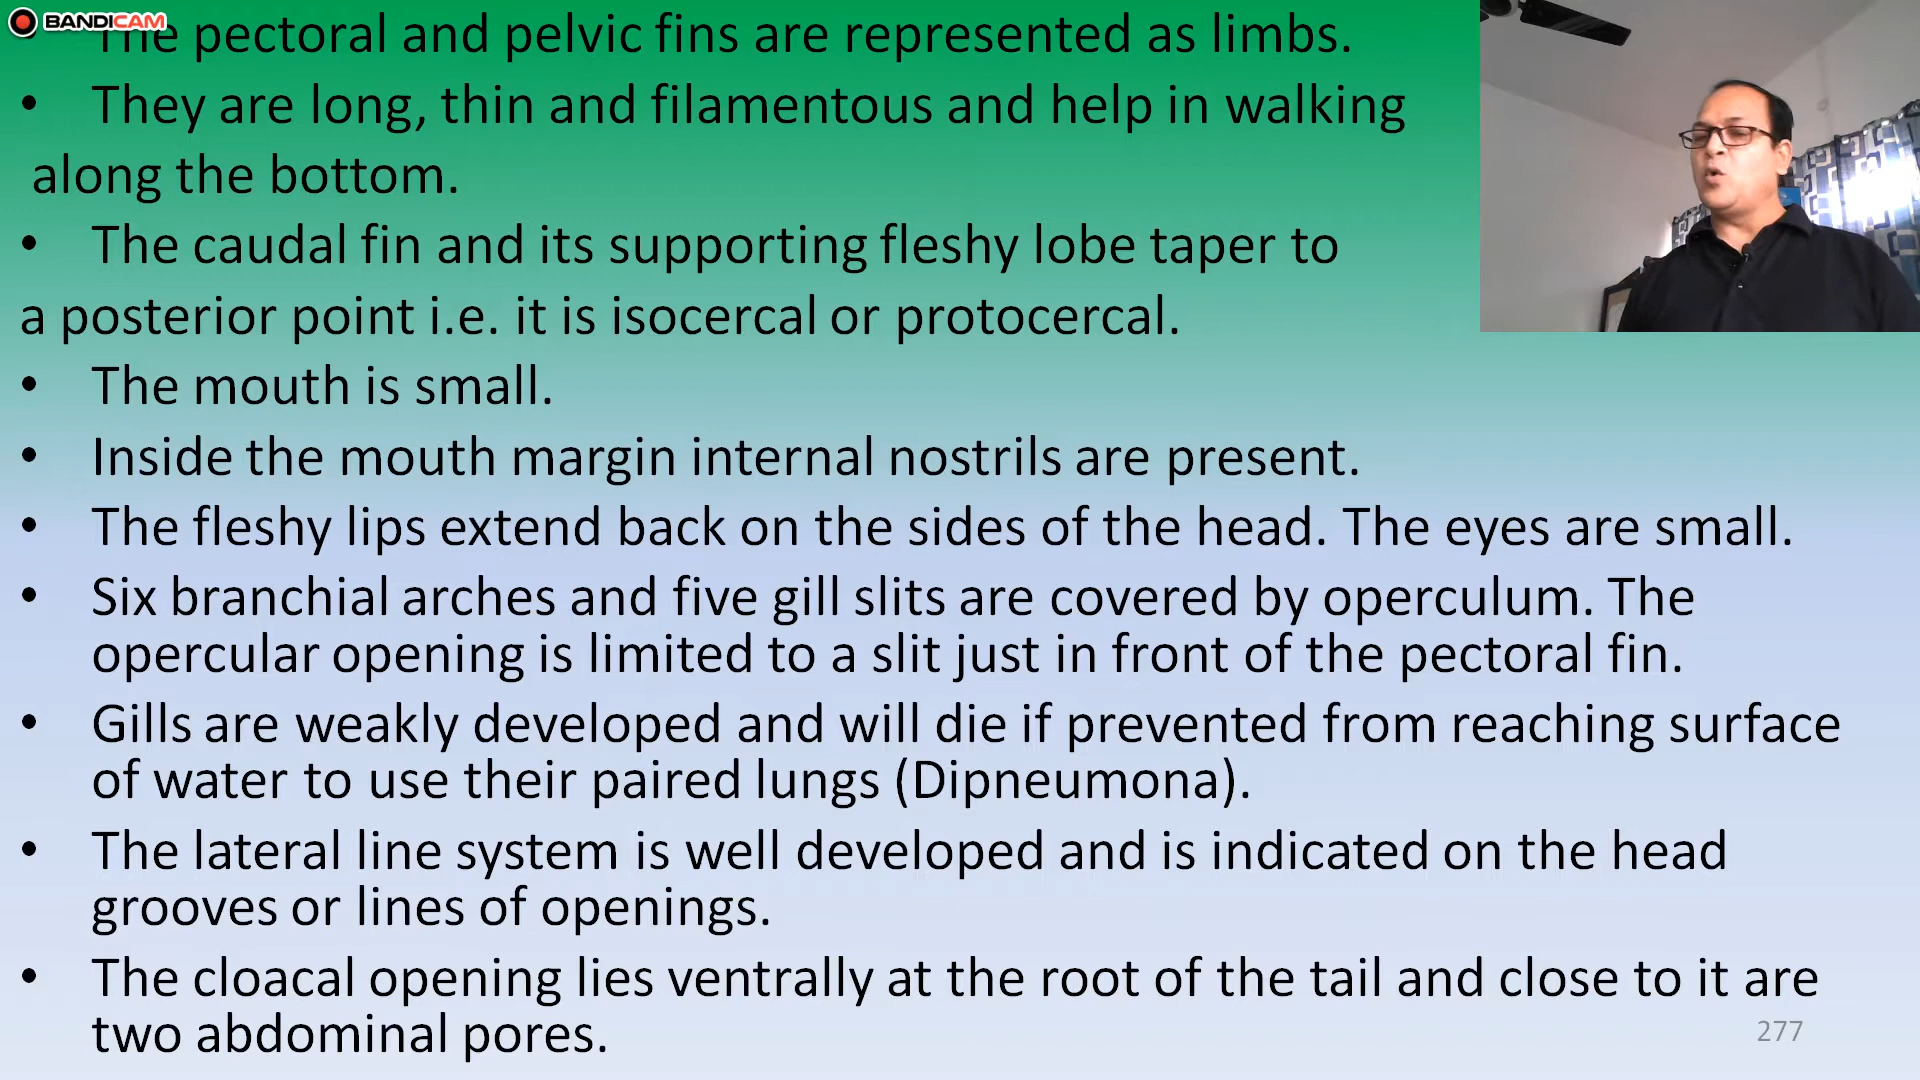 BANDICAM
The pectoral and pelvic fins are represented as limbs.
• They are long, thin and filamentous and help in walking
along the bottom.
• The caudal fin and its supporting fleshy lobe taper to
a posterior point i.e. it is isocercal or protocercal.
• The mouth is small.
• Inside the mouth margin internal nostrils are present.
• The fleshy lips extend back on the sides of the head. The eyes are small.
• Six branchial arches and five gill slits are covered by operculum. The
opercular opening is limited to a slit just in front of the pectoral fin.
• Gills are weakly developed and will die if prevented from reaching surface
of water to use their paired lungs (Dipneumona).
• The lateral line system is well developed and is indicated on the head
grooves or lines of openings.
• The cloacal opening lies ventrally at the root of the tail and close to it are
two abdominal pores.
277